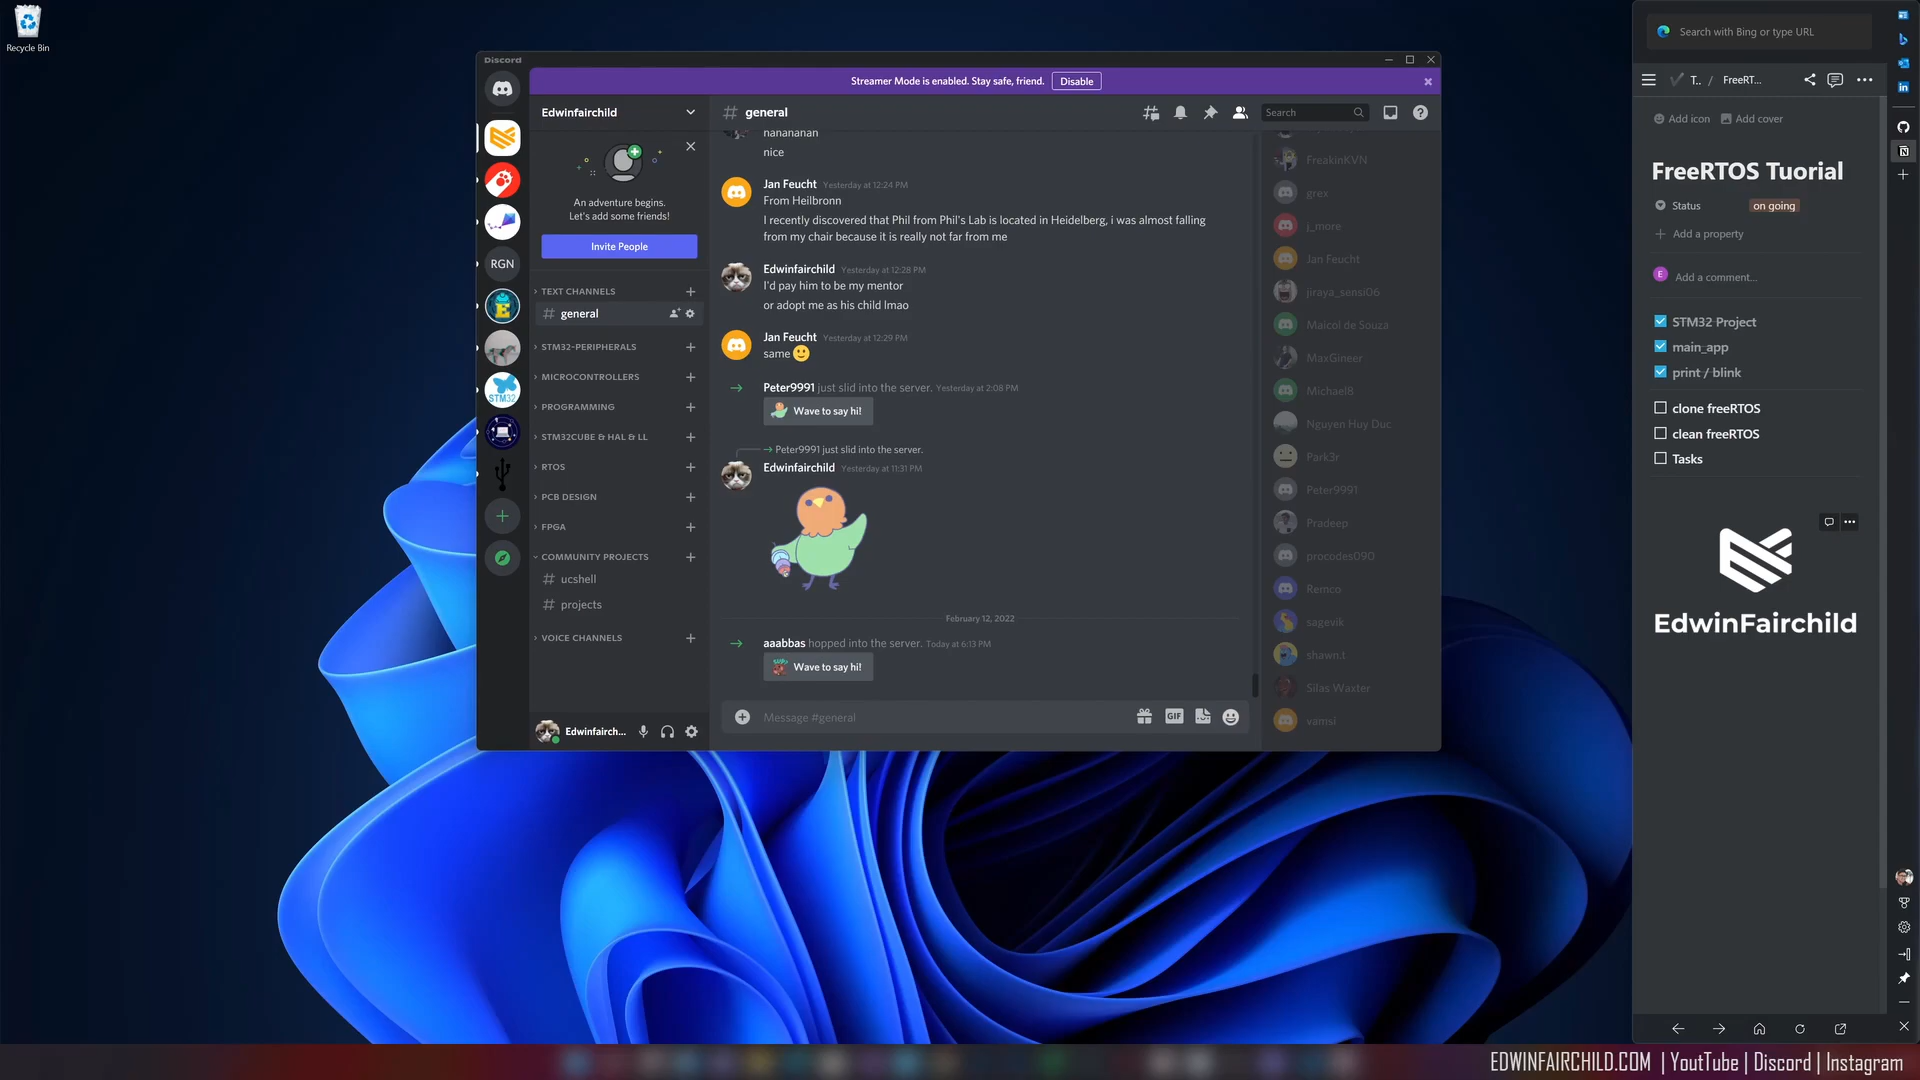 Recycle Bin
Discord
Streamer Mode is enabled. Stay safe, friend.
Disable
Edwinfairchild
An adventure begins.
Let's add some friends!
Invite People
TEXT CHANNELS
general
STM32-PERIPHERALS
MICROCONTROLLERS
PROGRAMMING
STM32CUBE & HAL & LL
RTOS
PCB DESIGN
FPGA
COMMUNITY PROJECTS
ucshell
projects
VOICE CHANNELS
Edwinfairch...
RGN
STM32
# general
Search
nice
Jan Feucht Yesterday at 12:24 PM
From Heilbronn
I recently discovered that Phil from Phil's Lab is located in Heidelberg, i was almost falling
from my chair because it is really not far from me
Edwinfairchild Yesterday at 12:28 PM
I'd pay him to be my mentor
or adopt me as his child lmao
Jan Feucht Yesterday at 12:29 PM
same
Peter9991 just slid into the server. Yesterday at 2:08 PM
Wave to say hi!
Peter9991 just slid into the server.
Edwinfairchild Yesterday at 11:31 PM
February 12, 2022
aaabbas hopped into the server. Today at 6:13 PM
Wave to say hi!
Message #general
GIF
FreakinKVN
grex
j_more
Jan Feucht
jiraya_sensi06
Maicol de Souza
MaxGineer
MichaelB
Nguyen Huy Duc
Park3r
Peter9991
Pradeep
procodes090
Remco
sagevik
shawn.t
Silas Waxter
vamsi
Search with Bing or type URL
T.. / FreeRT...
Add icon
Add cover
FreeRTOS Tuorial
Status on going
Add a property
E
Add a comment...
STM32 Project
main_app
print / blink
clone freeRTOS
clean freeRTOS
Tasks
EdwinFairchild
EDWINFAIRCHILD.COM | YouTube | Discord | Instagram